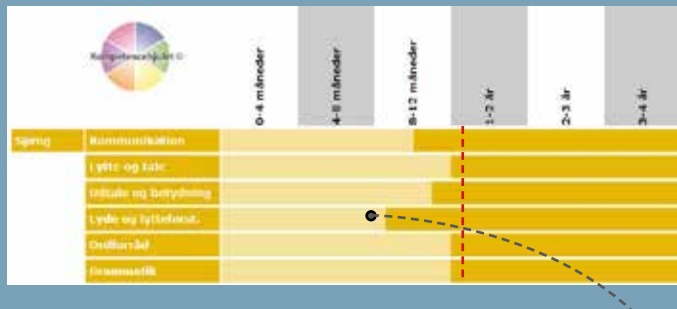 Kompetencehjulet
0-4 måneder
4-8 måneder
8-12 måneder
1-2 år
2-3 år
3-4 år
Sprog
Kommunikation
Lytte og tale
Udtale og betydning
Lyde og lytteforst.
Ordforråd
Grammatik